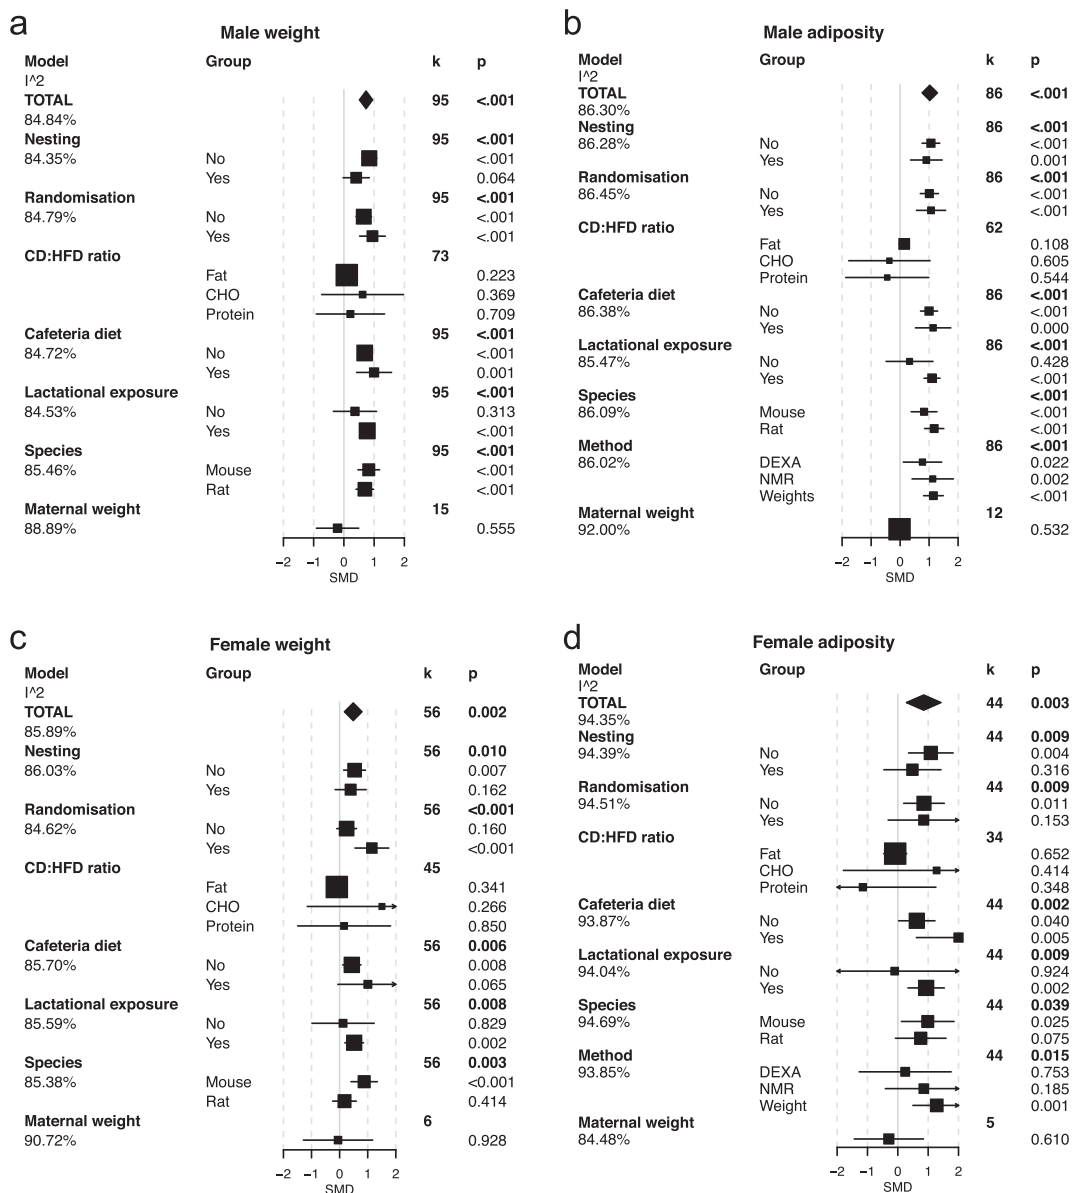 a
Male weight
Model Group k p
I^2
TOTAL 95 <.001
84.84%
Nesting 95 <.001
84.35% No <.001
Yes 0.064
Randomisation 95 <.001
84.79% No <.001
Yes <.001
CD:HFD ratio 73
Fat 0.223
CHO 0.369
Protein 0.709
Cafeteria diet 95 <.001
84.72% No <.001
Yes 0.001
Lactational exposure 95 <.001
84.53% No 0.313
Yes <.001
Species 95 <.001
85.46% Mouse <.001
Rat <.001
Maternal weight 15
88.89% 0.555
−2 −1 0 1 2
SMD
b
Male adiposity
Model Group k p
I^2
TOTAL 86 <.001
86.30%
Nesting 86 <.001
86.28% No <.001
Yes 0.001
Randomisation 86 <.001
86.45% No <.001
Yes <.001
CD:HFD ratio 62
Fat 0.108
CHO 0.605
Protein 0.544
Cafeteria diet 86 <.001
86.38% No <.001
Yes 0.000
Lactational exposure 86 <.001
85.47% No 0.428
Yes <.001
Species <.001
86.09% Mouse <.001
Rat <.001
Method 86 <.001
86.02% DEXA 0.022
NMR 0.002
Weights <.001
Maternal weight 12
92.00% 0.532
−2 −1 0 1 2
SMD
c
Female weight
Model Group k p
I^2
TOTAL 56 0.002
85.89%
Nesting 56 0.010
86.03% No 0.007
Yes 0.162
Randomisation 56 <0.001
84.62% No 0.160
Yes <0.001
CD:HFD ratio 45
Fat 0.341
CHO 0.266
Protein 0.850
Cafeteria diet 56 0.006
85.70% No 0.008
Yes 0.065
Lactational exposure 56 0.008
85.59% No 0.829
Yes 0.002
Species 56 0.003
85.38% Mouse <0.001
Rat 0.414
Maternal weight 6
90.72% 0.928
−2 −1 0 1 2
SMD
d
Female adiposity
Model Group k p
I^2
TOTAL 44 0.003
94.35%
Nesting 44 0.009
94.39% No 0.004
Yes 0.316
Randomisation 44 0.009
94.51% No 0.011
Yes 0.153
CD:HFD ratio 34
Fat 0.652
CHO 0.414
Protein 0.348
Cafeteria diet 44 0.002
93.87% No 0.040
Yes 0.005
Lactational exposure 44 0.009
94.04% No 0.924
Yes 0.002
Species 44 0.039
94.69% Mouse 0.025
Rat 0.075
Method 44 0.015
93.85% DEXA 0.753
NMR 0.185
Weight 0.001
Maternal weight 5
84.48% 0.610
−2 −1 0 1 2
SMD